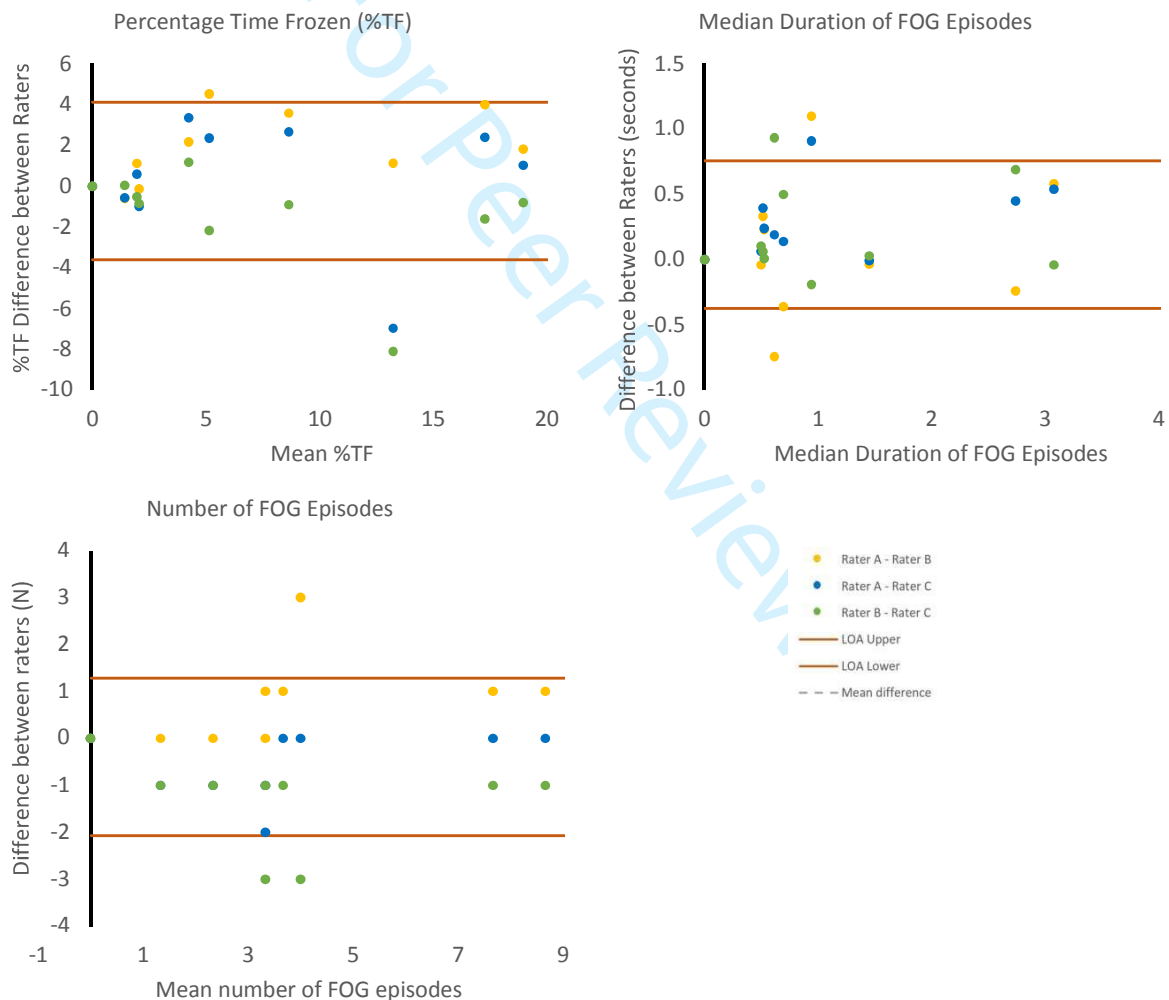 Percentage Time Frozen (%TF)
6
4
2
0
-2
-4
-6
-8
-10
%TF Difference between Raters
0
5
10
15
20
Mean %TF
Median Duration of FOG Episodes
1.5
1.0
0.5
0.0
-0.5
-1.0
Difference between Raters (seconds)
0
1
2
3
4
Median Duration of FOG Episodes
Number of FOG Episodes
4
3
2
1
0
-1
-2
-3
-4
Difference between raters (N)
-1
1
3
5
7
9
Mean number of FOG episodes
Rater A - Rater B
Rater A - Rater C
Rater B - Rater C
LOA Upper
LOA Lower
Mean difference
or Peer Review